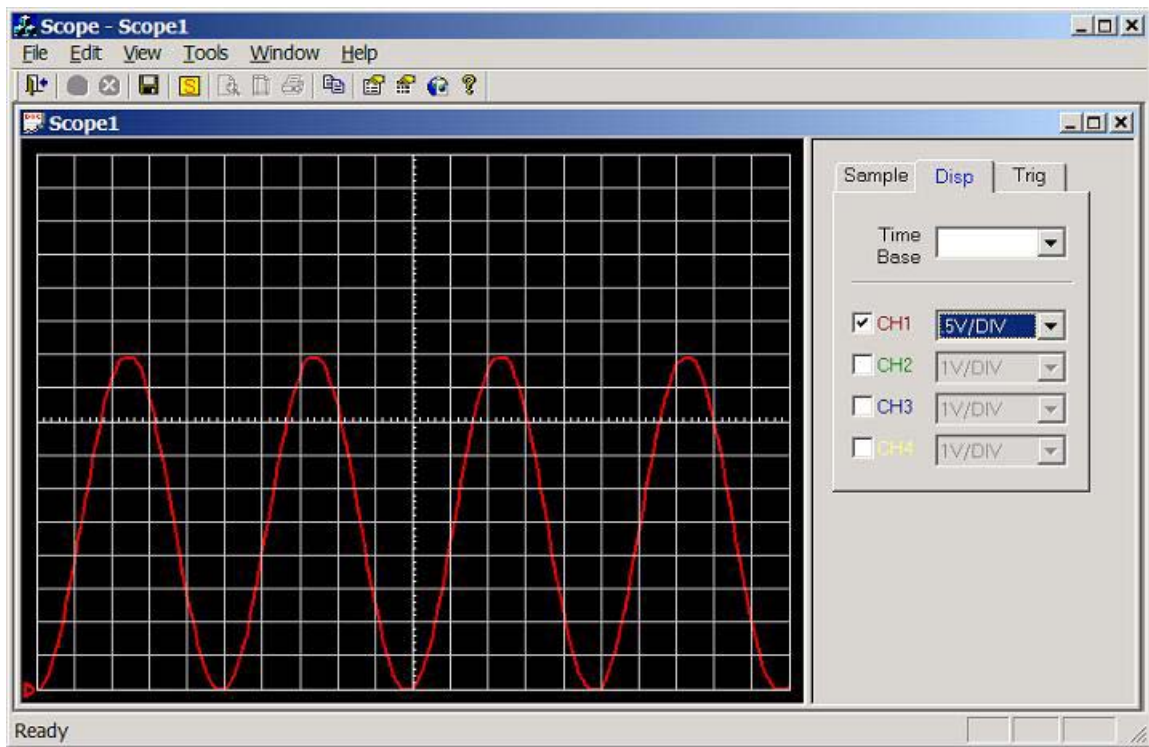 Scope - Scope1
File Edit View Tools Window Help
S
Scope1
Sample Disp Trig
Time
Base
CH1 .5V/DIV
CH2 1V/DIV
CH3 1V/DIV
CH4 1V/DIV
Ready